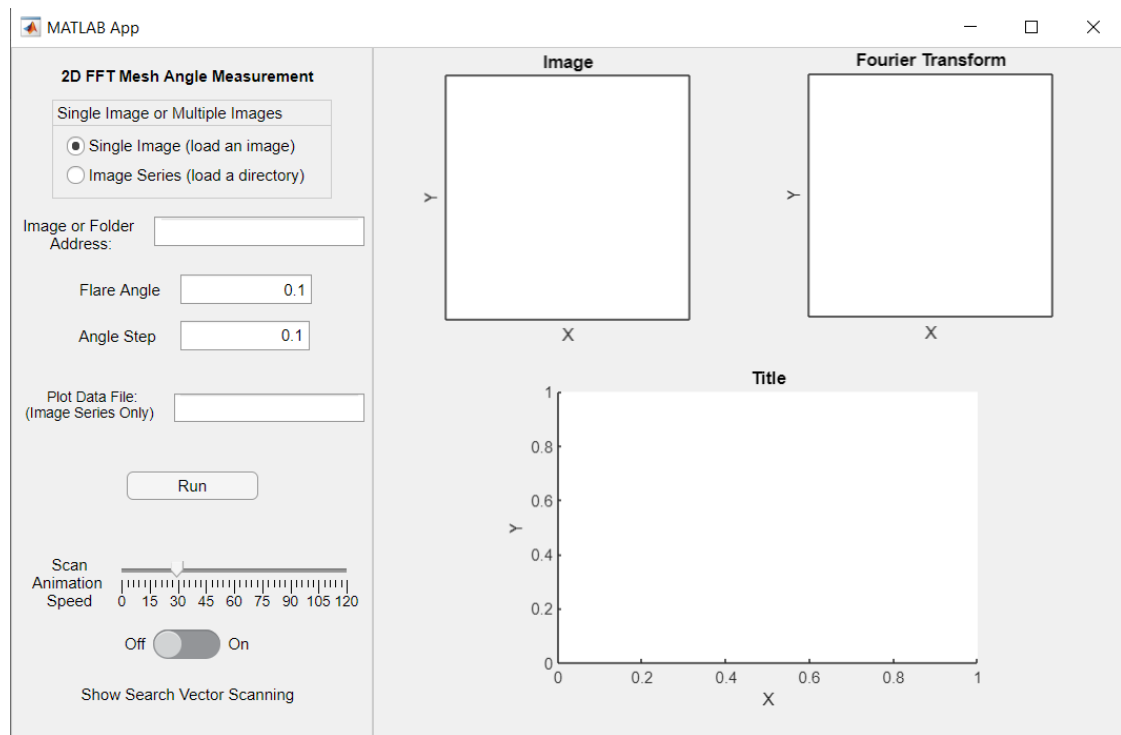 MATLAB App
2D FFT Mesh Angle Measurement
Single Image or Multiple Images
Single Image (load an image)
Image Series (load a directory)
Image or Folder
Address:
Flare Angle
0.1
Angle Step
0.1
Plot Data File:
(Image Series Only)
Run
Scan
Animation
Speed
0 15 30 45 60 75 90 105 120
Off On
Show Search Vector Scanning
Image
Y
X
Fourier Transform
Y
X
Title
1
0.8
0.6
0.4
0.2
0
Y
0 0.2 0.4 0.6 0.8 1
X